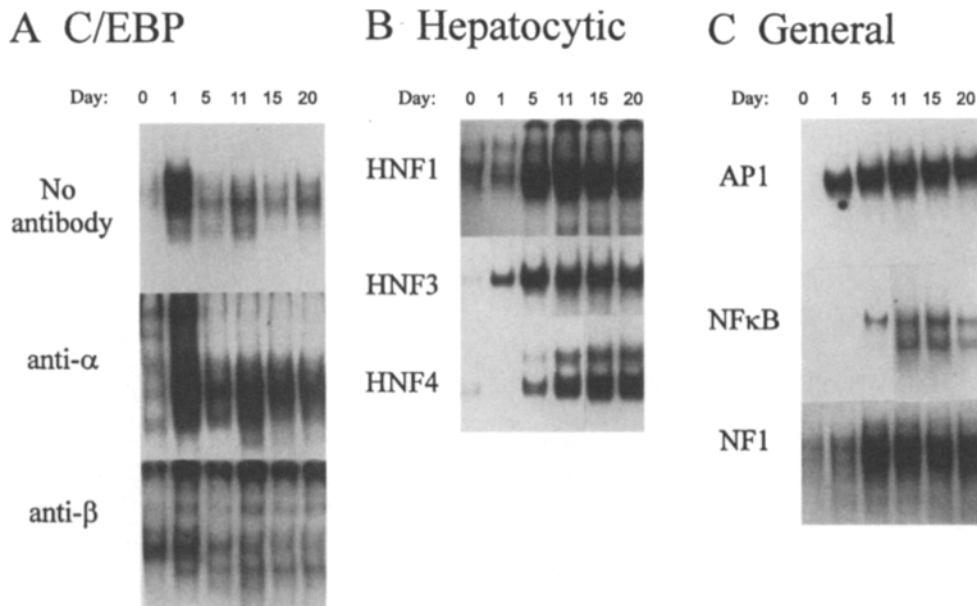 A C/EBP
Day: 0 1 5 11 15 20
No
antibody
anti-α
anti-β
B Hepatocytic
Day: 0 1 5 11 15 20
HNF1
HNF3
HNF4
C General
Day: 0 1 5 11 15 20
AP1
NFκB
NF1